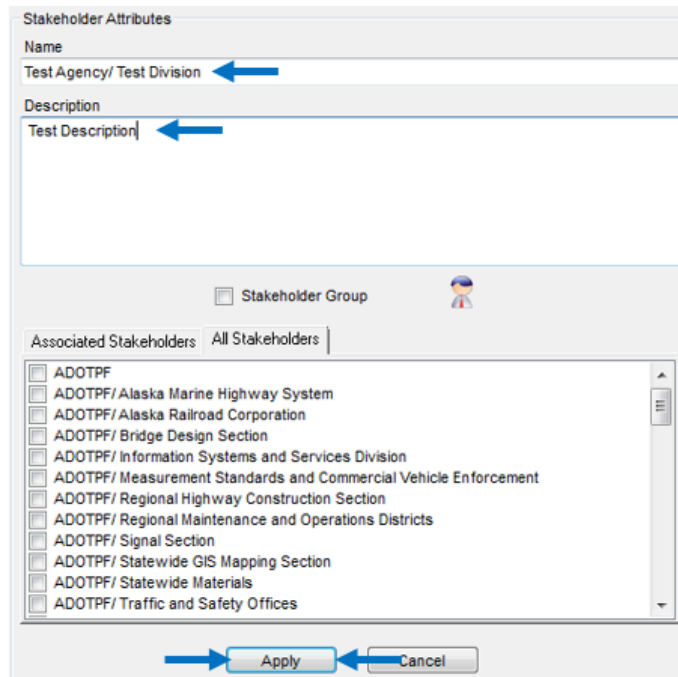 Stakeholder Attributes
Name
Test Agency/ Test Division
Description
Test Description
Stakeholder Group
Associated Stakeholders All Stakeholders
ADOTPF
ADOTPF/ Alaska Marine Highway System
ADOTPF/ Alaska Railroad Corporation
ADOTPF/ Bridge Design Section
ADOTPF/ Information Systems and Services Division
ADOTPF/ Measurement Standards and Commercial Vehicle Enforcement
ADOTPF/ Regional Highway Construction Section
ADOTPF/ Regional Maintenance and Operations Districts
ADOTPF/ Signal Section
ADOTPF/ Statewide GIS Mapping Section
ADOTPF/ Statewide Materials
ADOTPF/ Traffic and Safety Offices
Apply Cancel